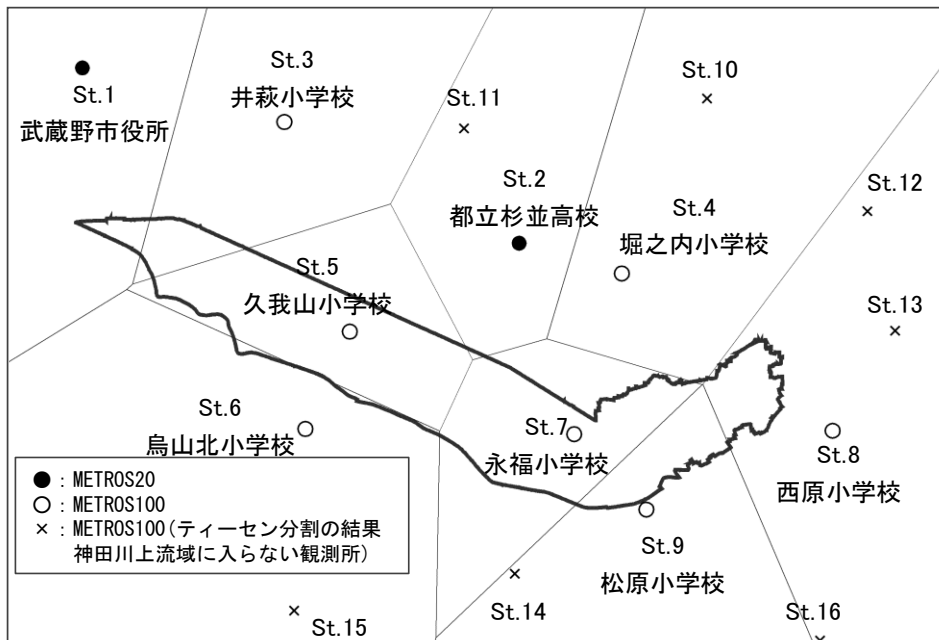 St.1
武蔵野市役所
St.3
井萩小学校
St.11
St.10
St.2
都立杉並高校
St.4
堀之内小学校
St.12
St.5
久我山小学校
St.13
St.6
烏山北小学校
St.7
永福小学校
St.8
西原小学校
St.9
松原小学校
St.14
St.15
St.16
● : METROS20
○ : METROS100
× : METROS100(ティーセン分割の結果
神田川上流域に入らない観測所)